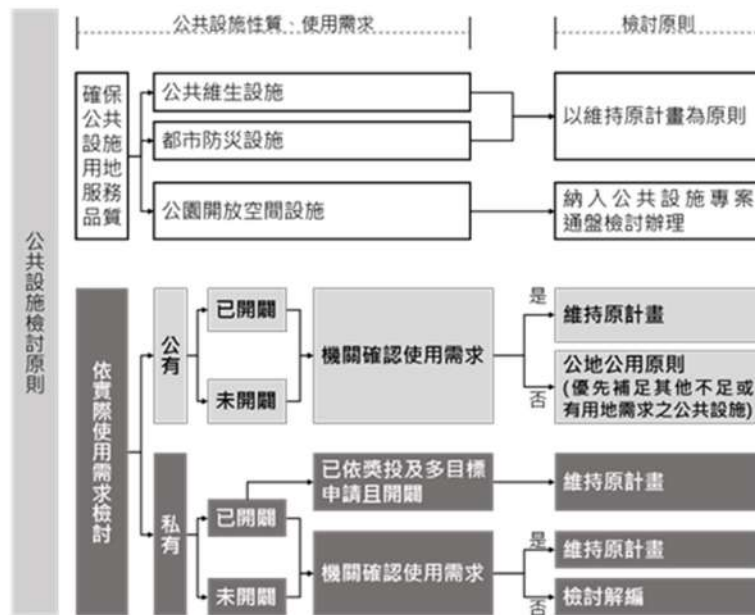 公共設施性質、使用需求
檢討原則
公共設施檢討原則
確保
公共
設施
用地
服務
品質
公共維生設施
都市防災設施
公園開放空間設施
以維持原計畫為原則
納入公共設施專案
通盤檢討辦理
依實際使用需求檢討
公有
已開闢
未開闢
機關確認使用需求
是
維持原計畫
否
公地公用原則
(優先補足其他不足或
有用地需求之公共設施)
私有
已開闢
未開闢
已依獎投及多目標
申請且開闢
維持原計畫
機關確認使用需求
是
維持原計畫
否
檢討解編